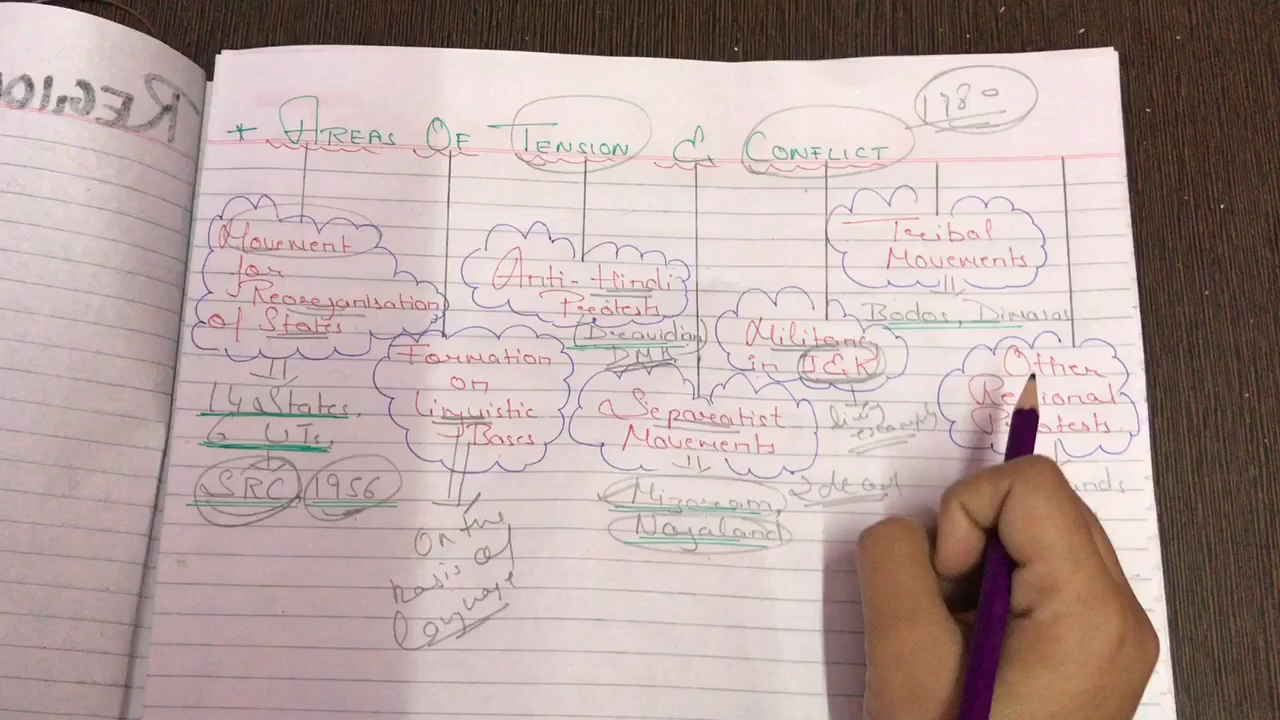 REGIO
1980
* AREAS OF TENSION & CONFLICT
Movement
for
Reorganisation
of States
14 States,
6 UTs,
SRC, 1956
Formation
on
linguistic
Bases
On the
basis of
language
Anti-Hindi
Protests
Dravidian
DMK
Separatist
Movements
Mizoram,
Nagaland
2 decad
Militancy
in J&K
Tribal
Movements
Bodos, Dimasas
Other
Regional
Protests